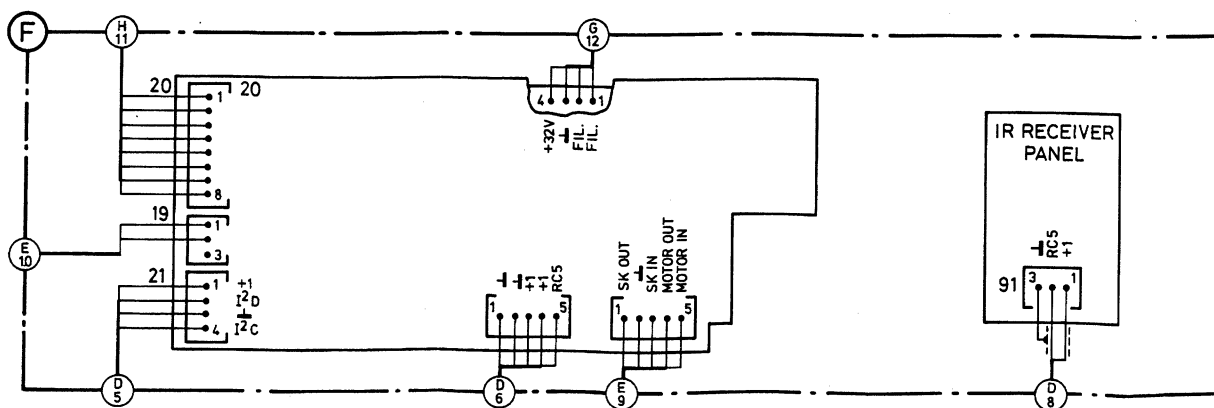 F
H
11
G
12
20
1
20
8
4
1
+32V
FIL.
FIL.
IR RECEIVER
PANEL
19
1
3
E
10
21
1
+1
I²D
4
I²C
1
+1
+1
RC5
5
SK OUT
SK IN
MOTOR OUT
MOTOR IN
1
5
RC5
+1
91
3
1
D
5
D
6
E
9
D
8